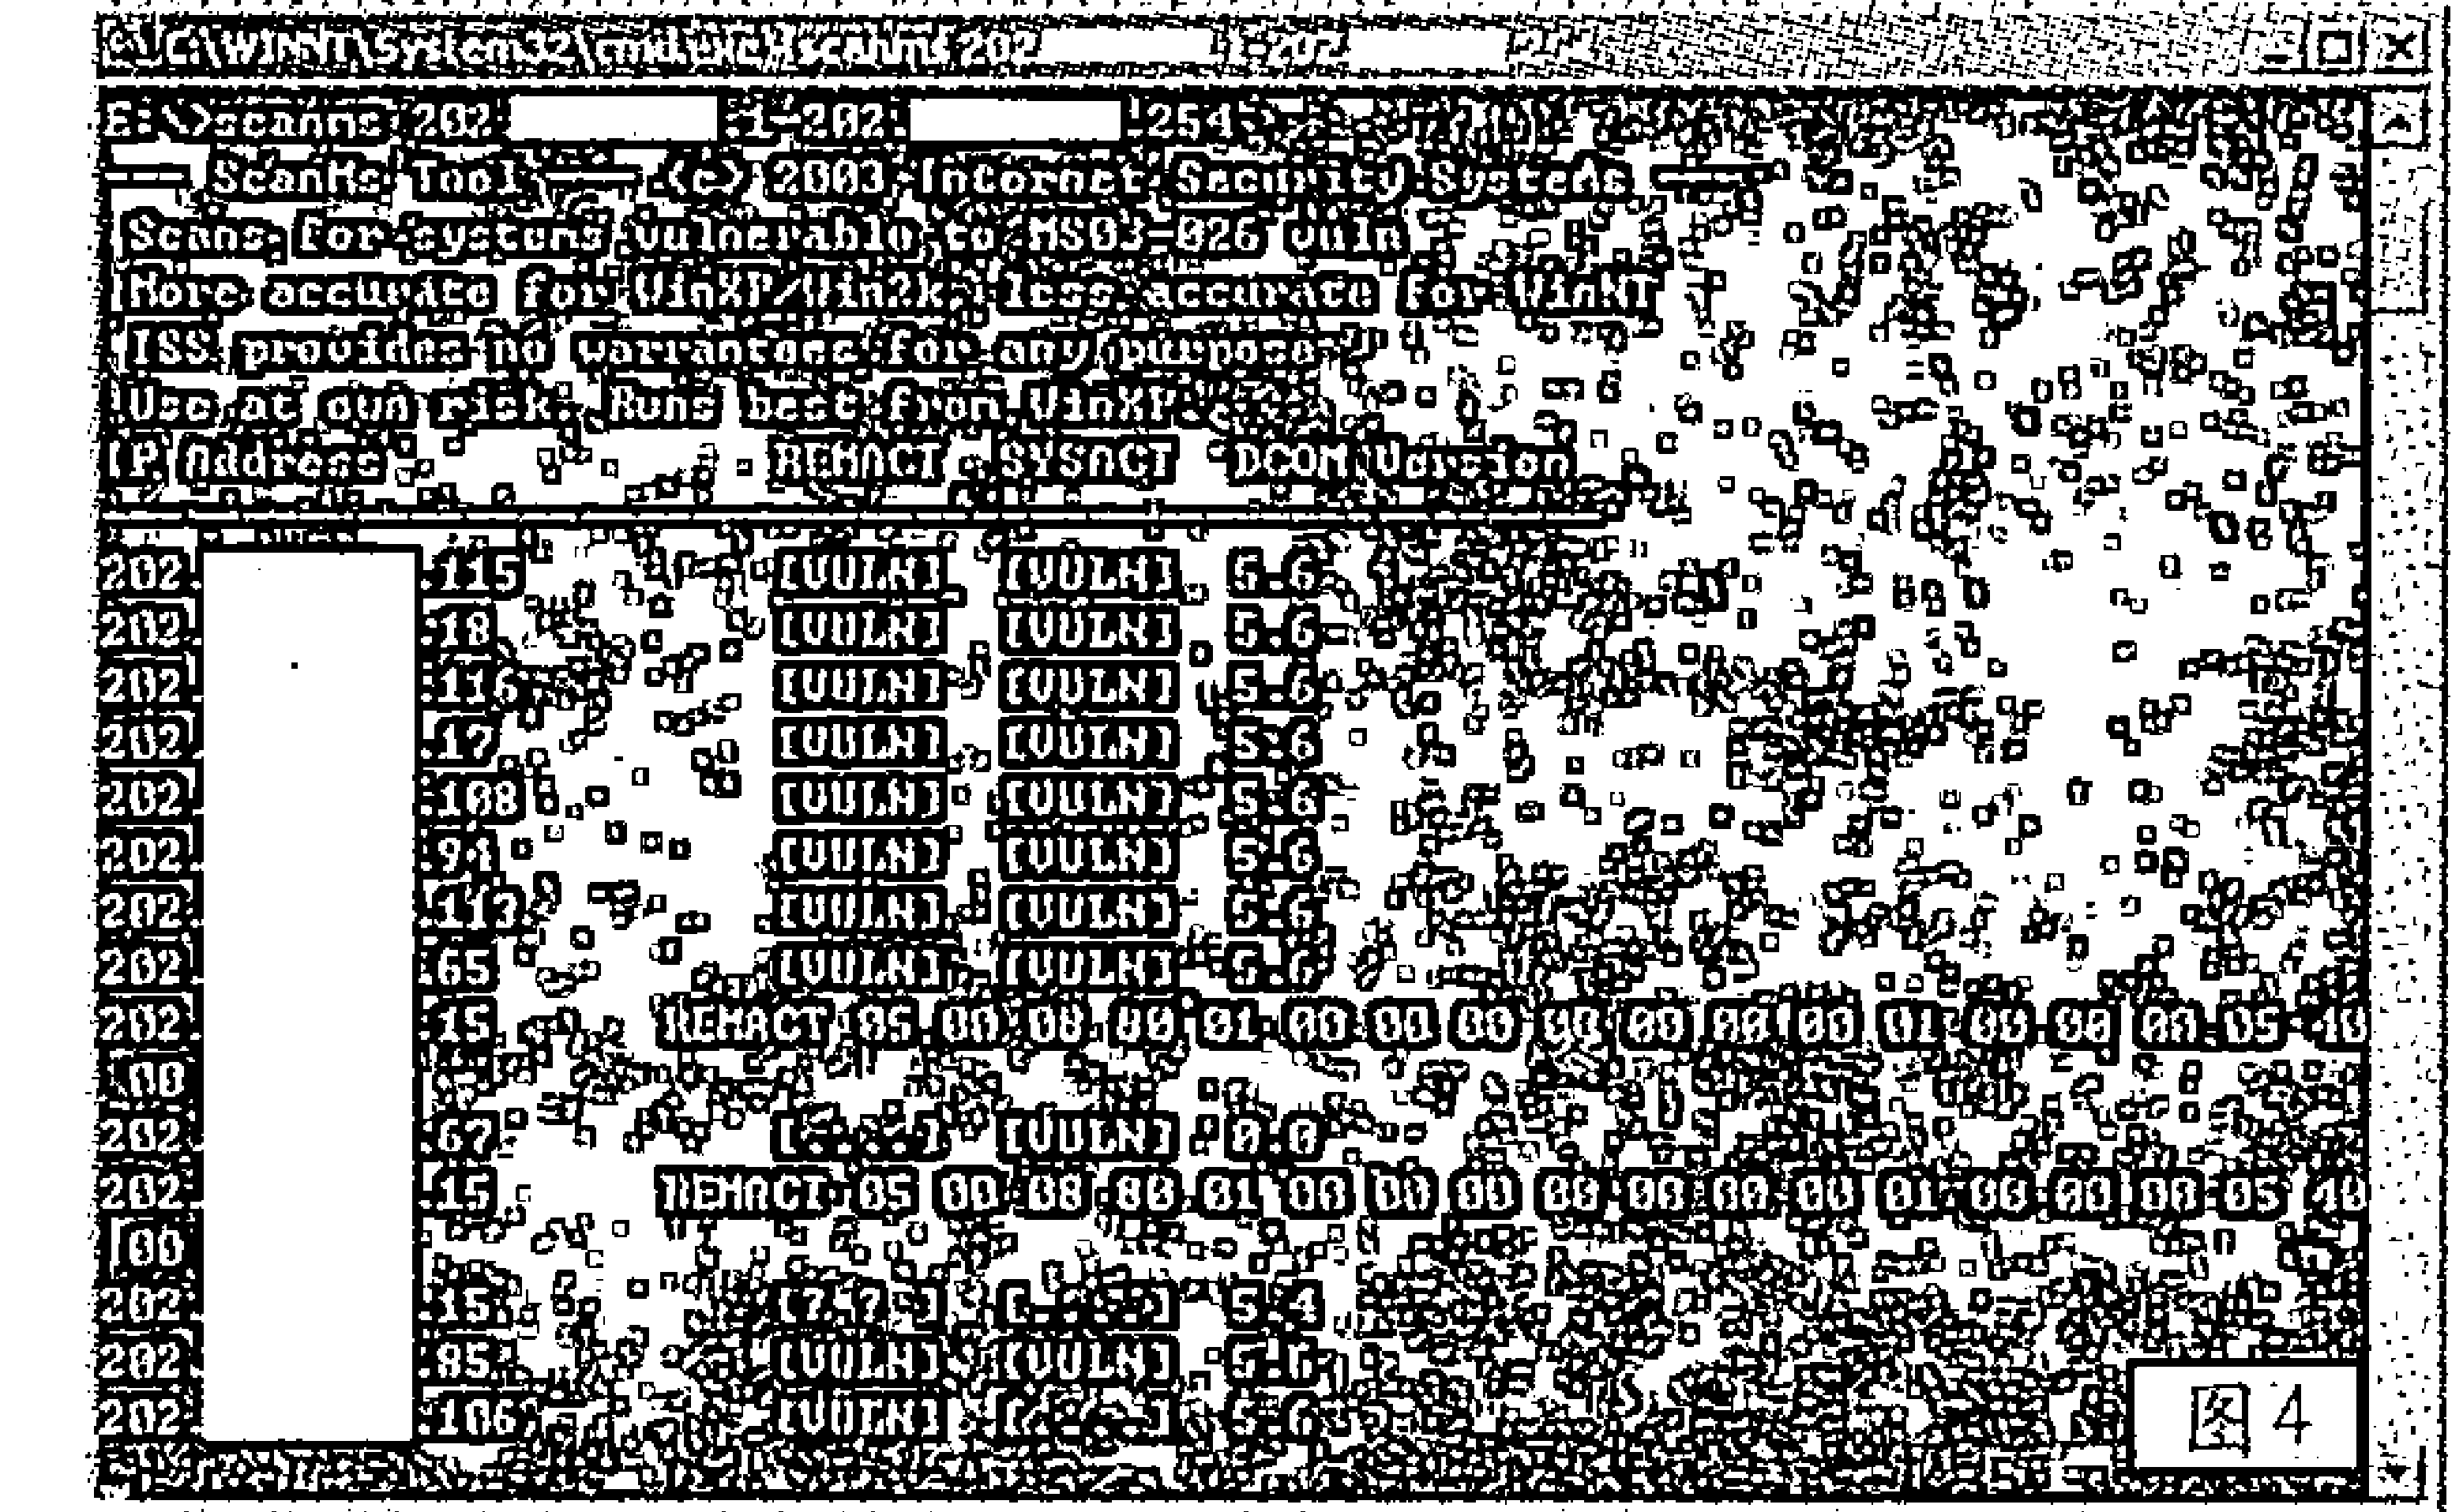 C:\WINNT\System32\cmd.exe - scanms 202 .1-202
E:\>scanms 202. .1-202. .254
--- ScanMs Tool --- (c) 2003 Internet Security Systems ---
Scans for systems vulnerable to MS03-026 vuln
More accurate for WinXP/Win2k, less accurate for WinNT
ISS provides no warrantees for any purpose
Use at own risk. Runs best from WinXP
IP Address REMACT SYSACT DCOM Version
202. .115 [VULN] [VULN] 5.6
202. .18 [VULN] [VULN] 5.6
202. .116 [VULN] [VULN] 5.6
202. .17 [VULN] [VULN] 5.6
202. .108 [VULN] [VULN] 5.6
202. [VULN] [VULN] 5.6
202. .113 [VULN] [VULN] 5.6
202. .65 [VULN] [VULN] 5.6
202. .15 REMACT 05 00 08 00 01 00 00 00 00 00 00 00 01 00 00 00 05 40
00
202. .67 [....] [VULN] 0.0
202. .15 REMACT 05 00 08 80 01 00 00 00 00 00 00 00 01 00 00 00 05 40
00
202. .15 5.4
202. .85 [VULN] [VULN] 5.6
202. .106 [VULN] 5.6
图 4